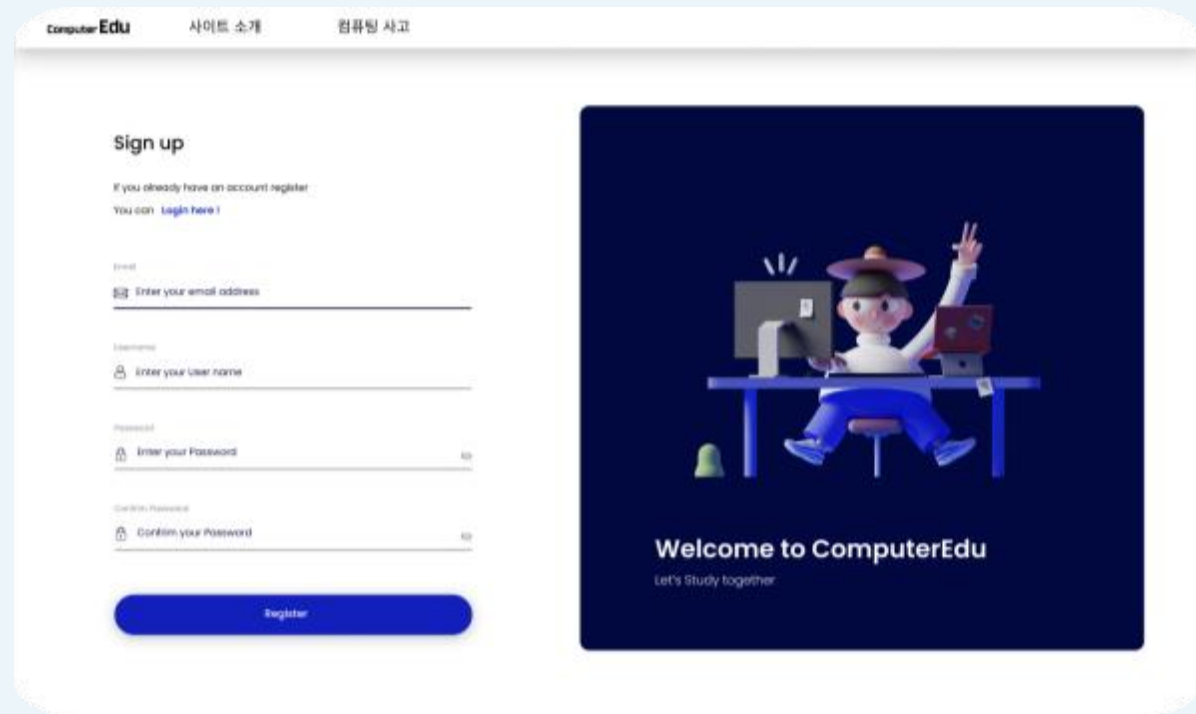 Computer Edu 사이트 소개 컴퓨팅 사고
Sign up
If you already have an account register
You can Login here !
Email
Enter your email address
Username
Enter your User name
Password
Enter your Password
Confirm Password
Confrim your Password
Register
Welcome to ComputerEdu
Let's Study together